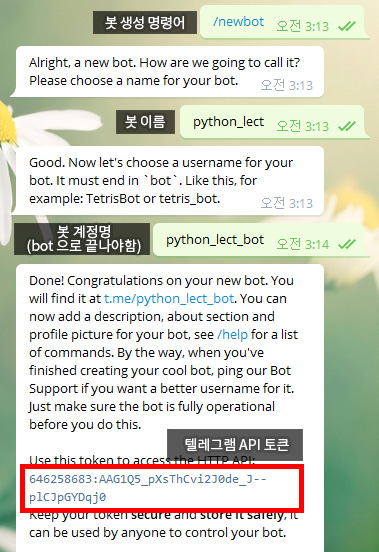 봇 생성 명령어
/newbot 오전 3:13
Alright, a new bot. How are we going to call it?
Please choose a name for your bot. 오전 3:13
봇 이름
python_lect 오전 3:13
Good. Now let's choose a username for your
bot. It must end in `bot`. Like this, for
example: TetrisBot or tetris_bot. 오전 3:13
봇 계정명
(bot 으로 끝나야함)
python_lect_bot 오전 3:14
Done! Congratulations on your new bot. You
will find it at t.me/python_lect_bot. You can
now add a description, about section and
profile picture for your bot, see /help for a list
of commands. By the way, when you've
finished creating your cool bot, ping our Bot
Support if you want a better username for it.
Just make sure the bot is fully operational
before you do this.
텔레그램 API 토큰
Use this token to access the HTTP API:
646258683:AAG1Q5_pXsThCvi2J0de_J--
plCJpGYDqj0
Keep your token secure and store it safely, it
can be used by anyone to control your bot.